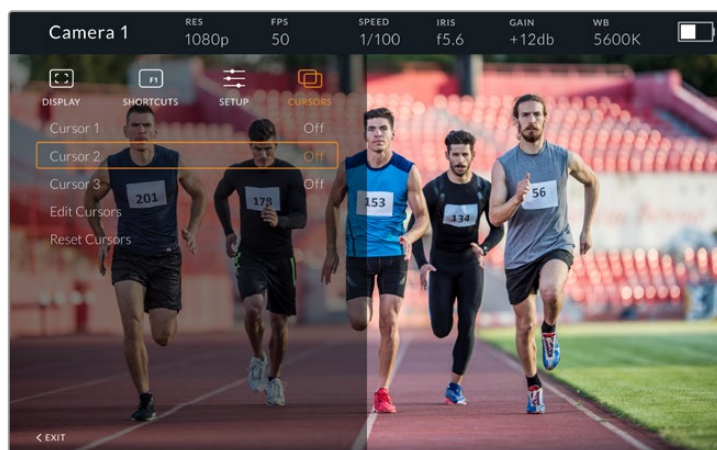 Camera 1
RES FPS SPEED IRIS GAIN WB
1080p 50 1/100 f5.6 +12db 5600K
F1
DISPLAY SHORTCUTS SETUP CURSORS
Cursor 1 Off
Cursor 2 Off
Cursor 3 Off
Edit Cursors
Reset Cursors
201
178
153
134
56
< EXIT